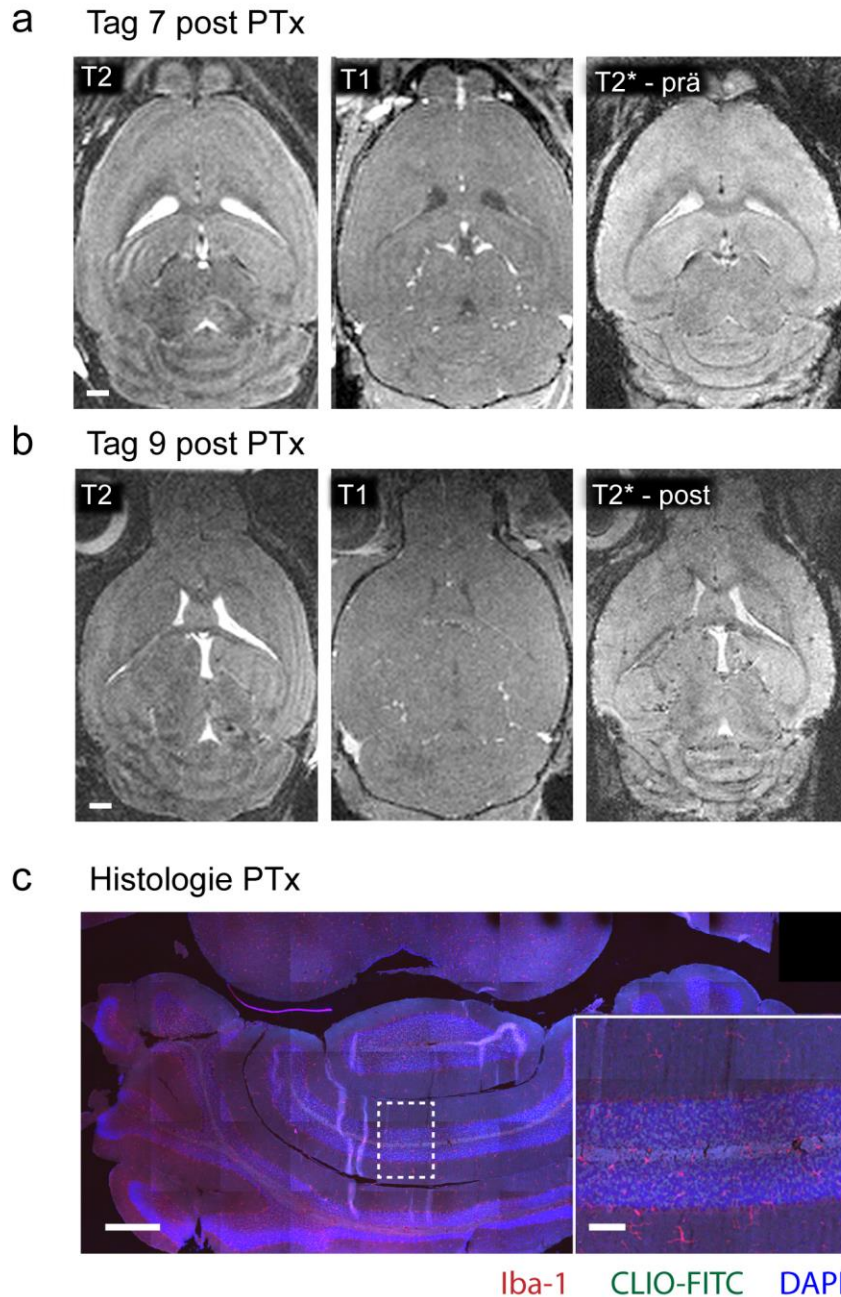 a Tag 7 post PTx
T2 T1 T2* - prä
b Tag 9 post PTx
T2 T1 T2* - post
c Histologie PTx
Iba-1 CLIO-FITC DAPI